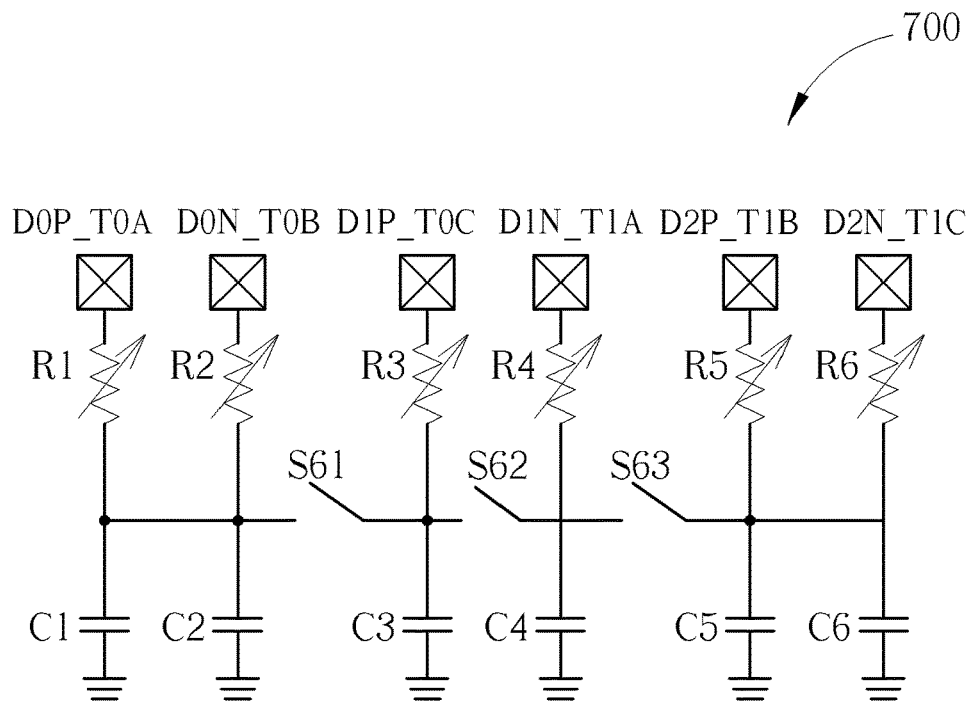 700
D0P_T0A D0N_T0B D1P_T0C D1N_T1A D2P_T1B D2N_T1C
R1 R2 R3 R4 R5 R6
S61 S62 S63
C1 C2 C3 C4 C5 C6